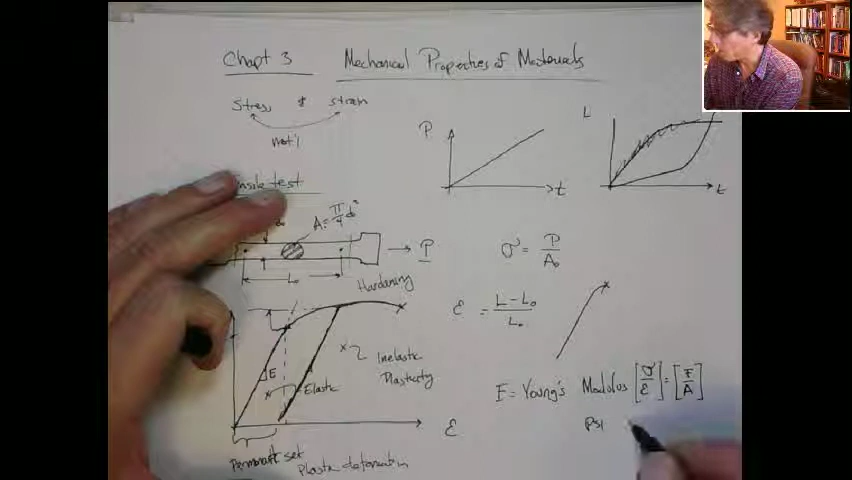 Chapt 3 Mechanical Properties of Materials
Stress & strain
mat'l
P
t
L
t
nsile test
A = π/4 d²
P
L₀
Hardening
σ = P/A₀
ε = L-L₀/L₀
E
Elastic
Inelastic
Plasticity
ε
E = Young's Modulus [σ/ε] = [F/A]
psi
Permanent set
Plastic deformation